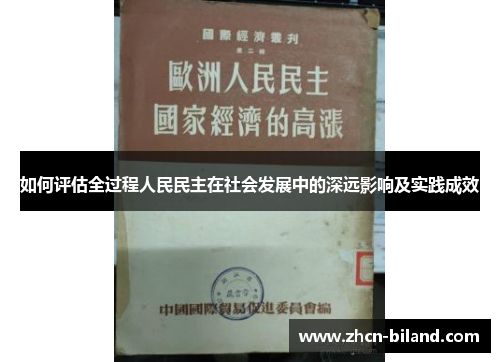 國際經濟叢刊
第二輯
歐洲人民民主
國家經濟的高漲
如何评估全过程人民民主在社会发展中的深远影响及实践成效
中國國際貿易促進委員會編
www.zhcn-biland.com